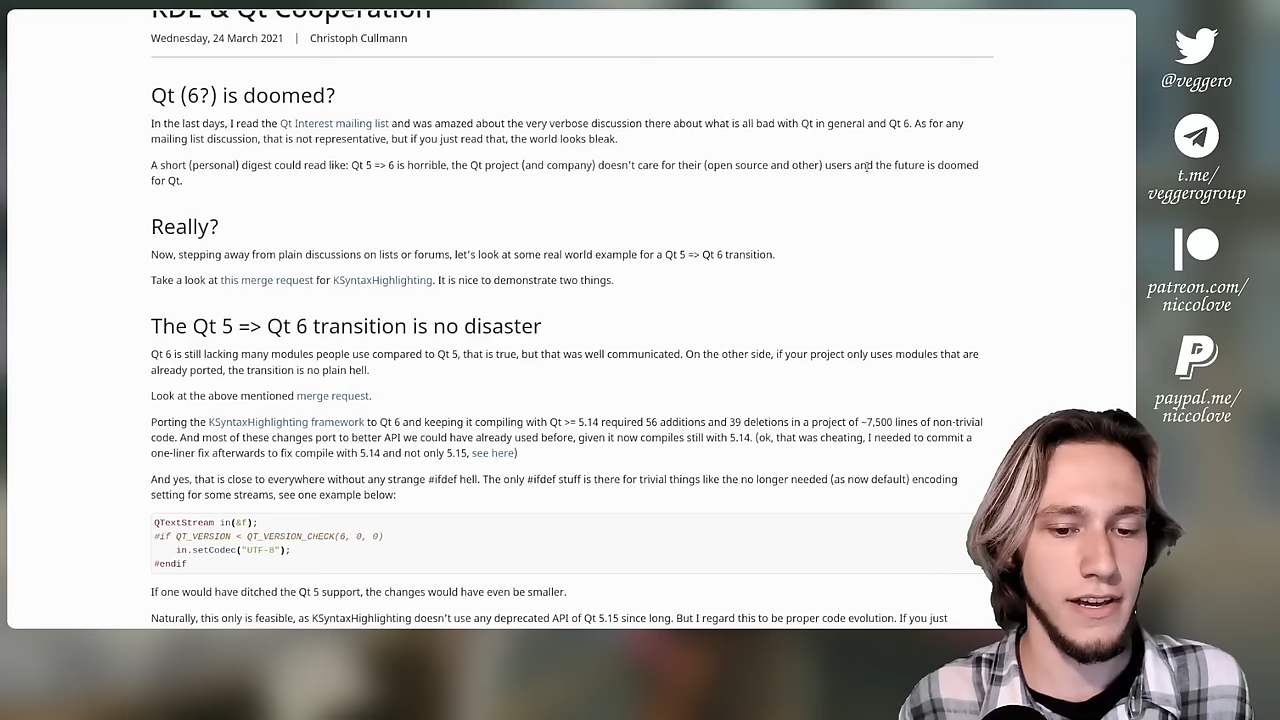 KDE & Qt Cooperation
Wednesday, 24 March 2021 | Christoph Cullmann
Qt (6?) is doomed?
In the last days, I read the Qt Interest mailing list and was amazed about the very verbose discussion there about what is all bad with Qt in general and Qt 6. As for any
mailing list discussion, that is not representative, but if you just read that, the world looks bleak.
A short (personal) digest could read like: Qt 5 => 6 is horrible, the Qt project (and company) doesn't care for their (open source and other) users and the future is doomed
for Qt.
Really?
Now, stepping away from plain discussions on lists or forums, let's look at some real world example for a Qt 5 => Qt 6 transition.
Take a look at this merge request for KSyntaxHighlighting. It is nice to demonstrate two things.
The Qt 5 => Qt 6 transition is no disaster
Qt 6 is still lacking many modules people use compared to Qt 5, that is true, but that was well communicated. On the other side, if your project only uses modules that are
already ported, the transition is no plain hell.
Look at the above mentioned merge request.
Porting the KSyntaxHighlighting framework to Qt 6 and keeping it compiling with Qt >= 5.14 required 56 additions and 39 deletions in a project of ~7,500 lines of non-trivial
code. And most of these changes port to better API we could have already used before, given it now compiles still with 5.14. (ok, that was cheating, I needed to commit a
one-liner fix afterwards to fix compile with 5.14 and not only 5.15, see here)
And yes, that is close to everywhere without any strange #ifdef hell. The only #ifdef stuff is there for trivial things like the no longer needed (as now default) encoding
setting for some streams, see one example below:
QTextStream in(&f);
#if QT_VERSION < QT_VERSION_CHECK(6, 0, 0)
in.setCodec("UTF-8");
#endif
If one would have ditched the Qt 5 support, the changes would have even be smaller.
Naturally, this only is feasible, as KSyntaxHighlighting doesn't use any deprecated API of Qt 5.15 since long. But I regard this to be proper code evolution. If you just
@veggero
t.me/
veggerogroup
patreon.com/
niccolove
paypal.me/
niccolove